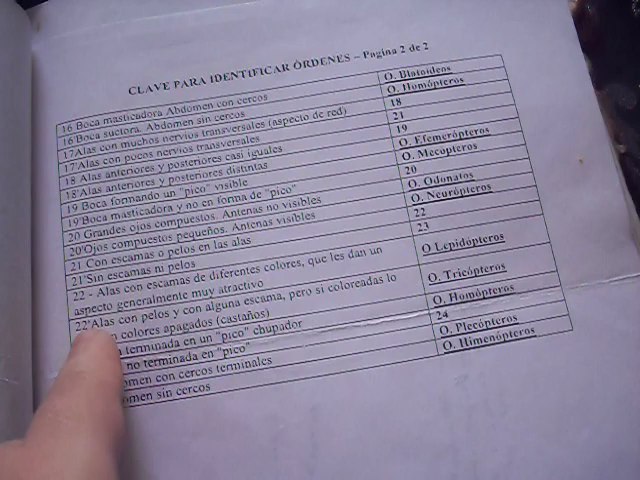 CLAVE PARA IDENTIFICAR ÓRDENES – Pagina 2 de 2
16 Boca masticadora Abdomen con cercos O. Blatoideos
16'Boca suctora. Abdomen sin cercos O. Homópteros
17Alas con muchos nervios transversales (aspecto de red) 18
17'Alas con pocos nervios transversales 21
18 Alas anteriores y posteriores casi iguales 19
18'Alas anteriores y posteriores distintas O. Efemerópteros
19 Boca formando un "pico" visible O. Mecópteros
19'Boca masticadora y no en forma de "pico" 20
20 Grandes ojos compuestos. Antenas no visibles O. Odonatos
20'Ojos compuestos pequeños. Antenas visibles O. Neurópteros
21 Con escamas o pelos en las alas 22
21'Sin escamas ni pelos 23
22 - Alas con escamas de diferentes colores, que les dan un
aspecto generalmente muy atractivo O Lepidópteros
22'Alas con pelos y con alguna escama, pero si coloreadas lo
colores apagados (castaños) O. Tricópteros
terminada en un "pico" chupador O. Homópteros
no terminada en "pico" 24
omen con cercos terminales O. Plecópteros
omen sin cercos O. Himenópteros